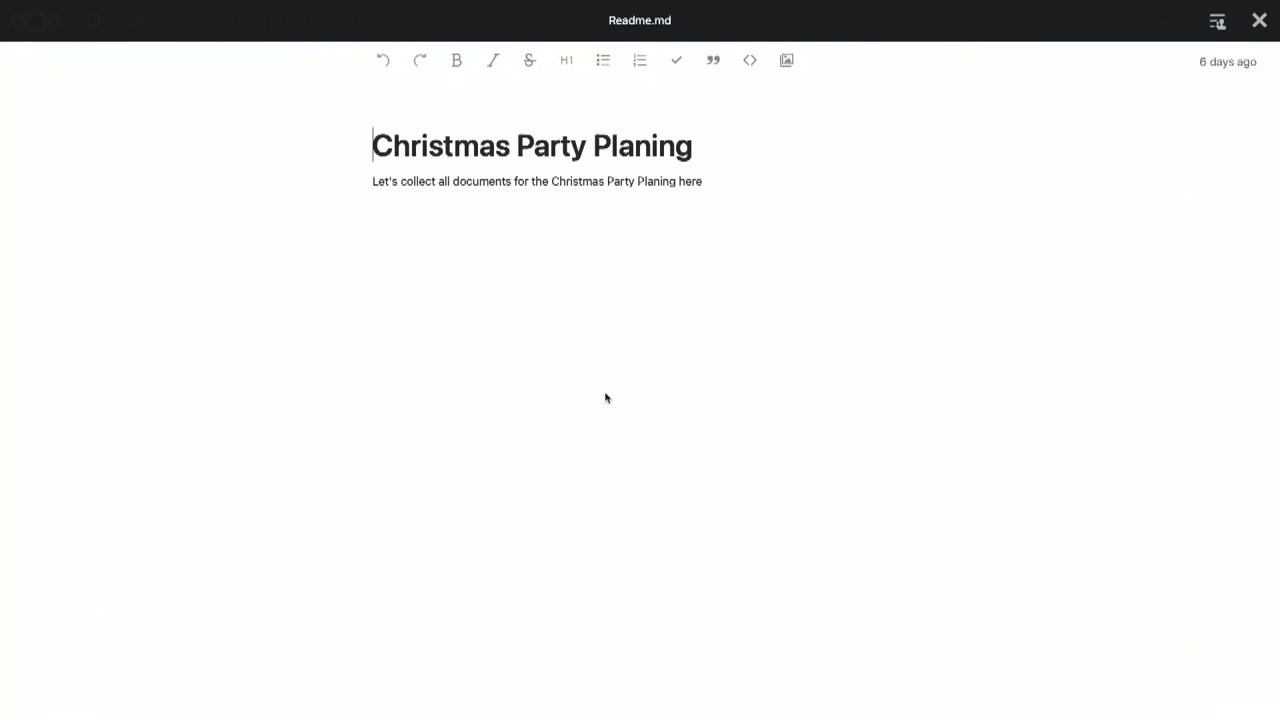 Readme.md
H1
6 days ago
Christmas Party Planing
Let's collect all documents for the Christmas Party Planing here